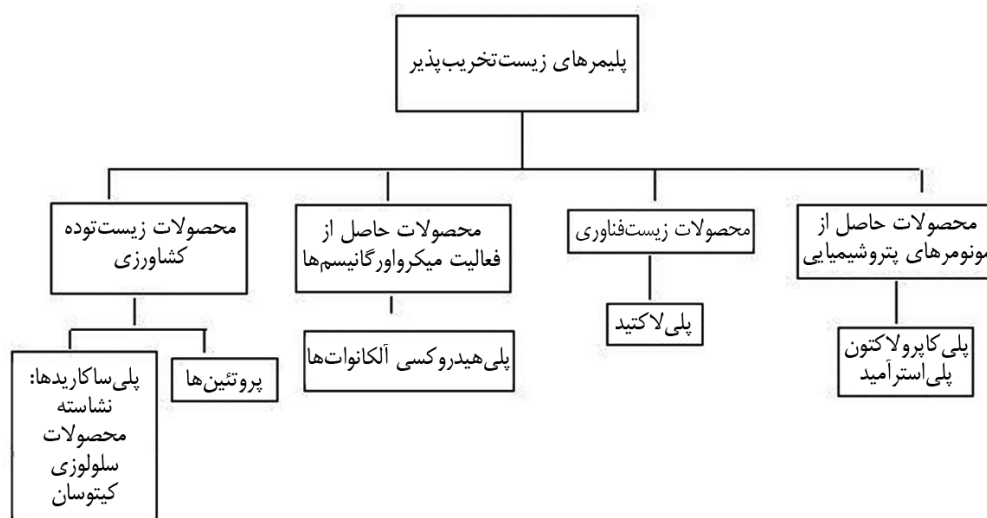 پلیمرهای زیست‌تخریب‌پذیر
محصولات حاصل از
مونومرهای پتروشیمیایی
محصولات زیست‌فناوری
محصولات حاصل از
فعالیت میکرواورگانیسم‌ها
محصولات زیست‌توده
کشاورزی
پلی‌کاپرولاکتون
پلی‌استرآمید
پلی‌لاکتید
پلی‌هیدروکسی آلکانوات‌ها
پروتئین‌ها
پلی‌ساکاریدها:
نشاسته
محصولات
سلولوزی
کیتوسان